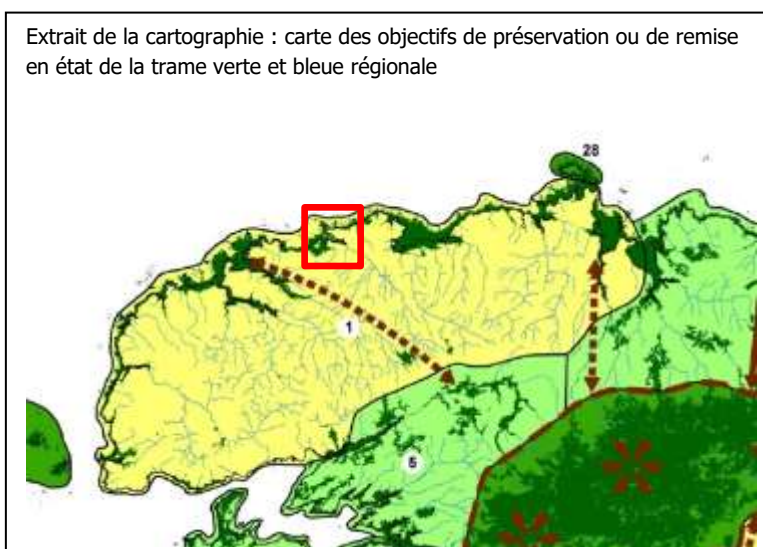 Extrait de la cartographie : carte des objectifs de préservation ou de remise
en état de la trame verte et bleue régionale
28
1
5